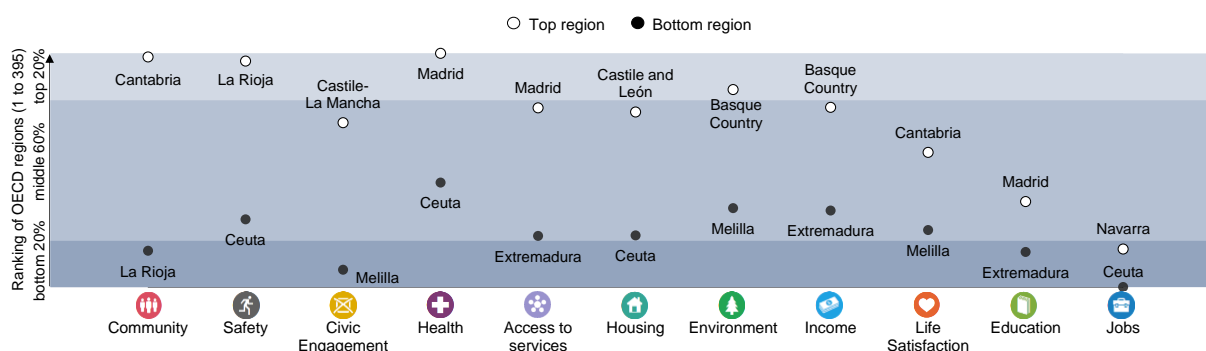 Top region
Bottom region
Ranking of OECD regions (1 to 395)
bottom 20%
middle 60%
top 20%
Cantabria
La Rioja
Castile-
La Mancha
Madrid
Madrid
Castile and
León
Basque
Country
Basque
Country
Cantabria
Madrid
Navarra
La Rioja
Ceuta
Melilla
Ceuta
Extremadura
Ceuta
Melilla
Extremadura
Melilla
Extremadura
Ceuta
Community
Safety
Civic
Engagement
Health
Access to
services
Housing
Environment
Income
Life
Satisfaction
Education
Jobs